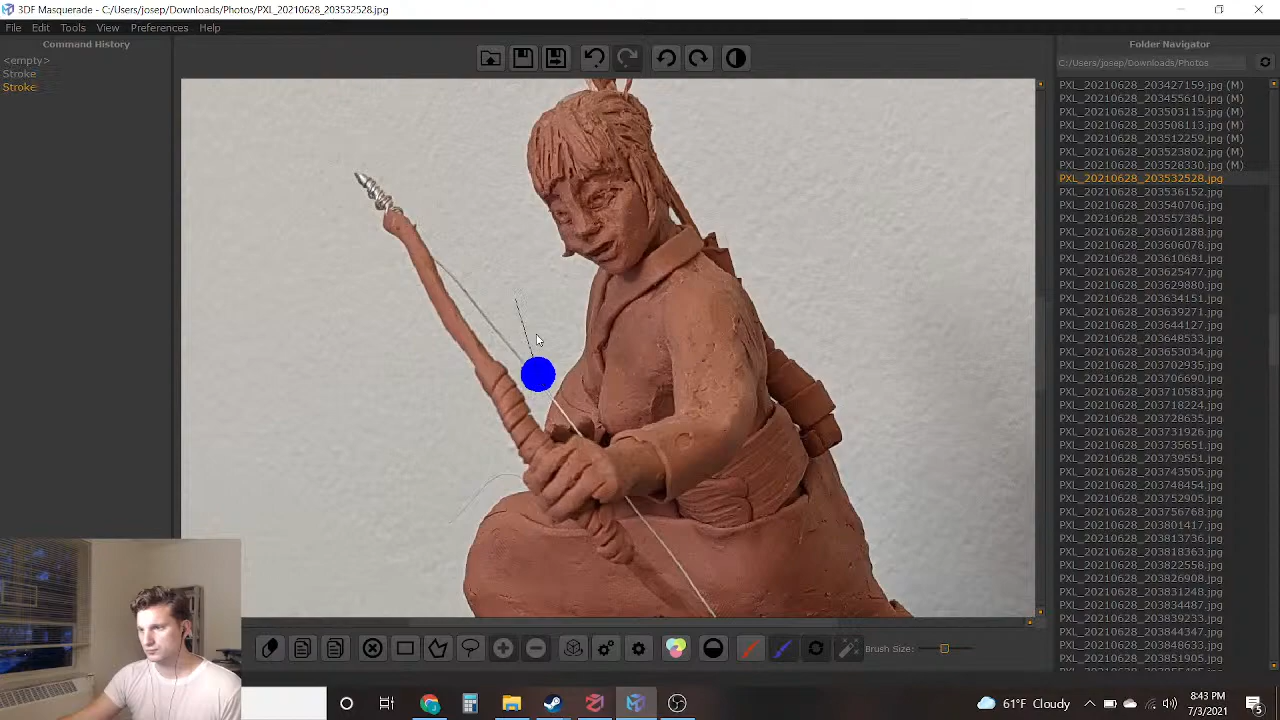 3DF Masquerade - C:/Users/josep/Downloads/Photos/PXL_20210628_203532528.jpg
File Edit Tools View Preferences Help
Command History
<empty>
Stroke
Stroke
Folder Navigator
C:/Users/josep/Downloads/Photos
PXL_20210628_203427159.jpg (M)
PXL_20210628_203455610.jpg (M)
PXL_20210628_203503115.jpg (M)
PXL_20210628_203508113.jpg (M)
PXL_20210628_203512259.jpg (M)
PXL_20210628_203523802.jpg (M)
PXL_20210628_203528330.jpg (M)
PXL_20210628_203532528.jpg
PXL_20210628_203536152.jpg
PXL_20210628_203540706.jpg
PXL_20210628_203557385.jpg
PXL_20210628_203601288.jpg
PXL_20210628_203606078.jpg
PXL_20210628_203610681.jpg
PXL_20210628_203625477.jpg
PXL_20210628_203629880.jpg
PXL_20210628_203634151.jpg
PXL_20210628_203639271.jpg
PXL_20210628_203644127.jpg
PXL_20210628_203648533.jpg
PXL_20210628_203653034.jpg
PXL_20210628_203702935.jpg
PXL_20210628_203706690.jpg
PXL_20210628_203710583.jpg
PXL_20210628_203718224.jpg
PXL_20210628_203728635.jpg
PXL_20210628_203731926.jpg
PXL_20210628_203735651.jpg
PXL_20210628_203739551.jpg
PXL_20210628_203743505.jpg
PXL_20210628_203748454.jpg
PXL_20210628_203752905.jpg
PXL_20210628_203756768.jpg
PXL_20210628_203801417.jpg
PXL_20210628_203813736.jpg
PXL_20210628_203818363.jpg
PXL_20210628_203822558.jpg
PXL_20210628_203826908.jpg
PXL_20210628_203831248.jpg
PXL_20210628_203834487.jpg
PXL_20210628_203839233.jpg
PXL_20210628_203844347.jpg
PXL_20210628_203848633.jpg
PXL_20210628_203851905.jpg
Brush Size:
61°F Cloudy
8:43 PM
7/3/2021
5